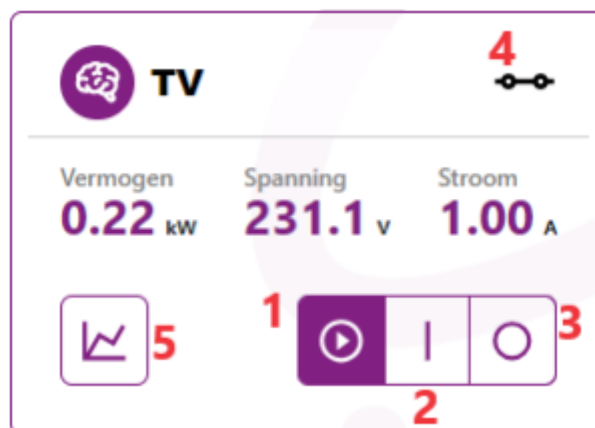 TV
4
Vermogen Spanning Stroom
0.22 kW 231.1 V 1.00 A
5 1 3
2